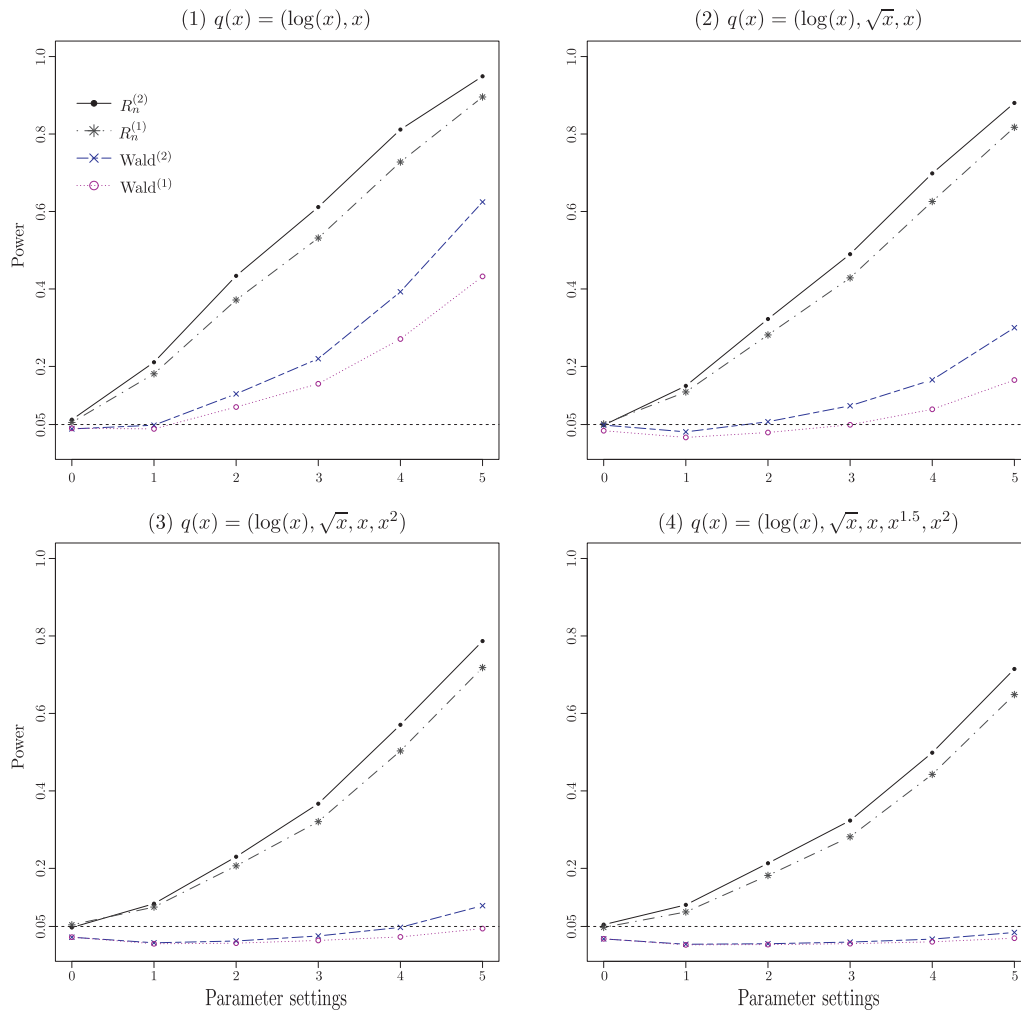 (1) q(x) = (log(x), x)
1.0
0.8
0.6
0.4
0.2
0.05
Power
R_n^{(2)}
R_n^{(1)}
Wald^{(2)}
Wald^{(1)}
0 1 2 3 4 5
(2) q(x) = (log(x), √x, x)
1.0
0.8
0.6
0.4
0.2
0.05
0 1 2 3 4 5
(3) q(x) = (log(x), √x, x, x²)
1.0
0.8
0.6
0.4
0.2
0.05
Power
0 1 2 3 4 5
Parameter settings
(4) q(x) = (log(x), √x, x, x^{1.5}, x²)
1.0
0.8
0.6
0.4
0.2
0.05
0 1 2 3 4 5
Parameter settings